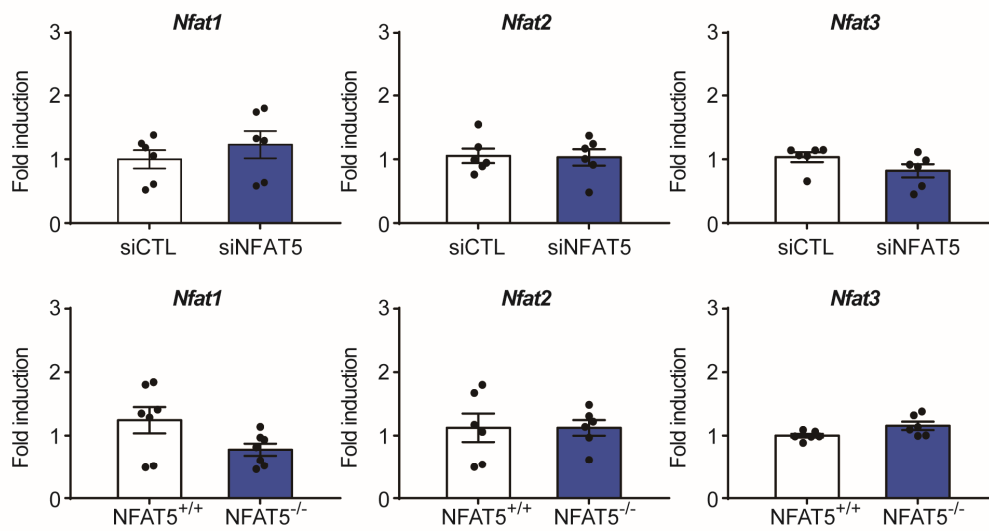 Nfat1
Nfat2
Nfat3
Fold induction
3
2
1
0
siCTL
siNFAT5
Fold induction
3
2
1
0
siCTL
siNFAT5
Fold induction
3
2
1
0
siCTL
siNFAT5
Nfat1
Nfat2
Nfat3
Fold induction
3
2
1
0
NFAT5+/+
NFAT5-/-
Fold induction
3
2
1
0
NFAT5+/+
NFAT5-/-
Fold induction
3
2
1
0
NFAT5+/+
NFAT5-/-